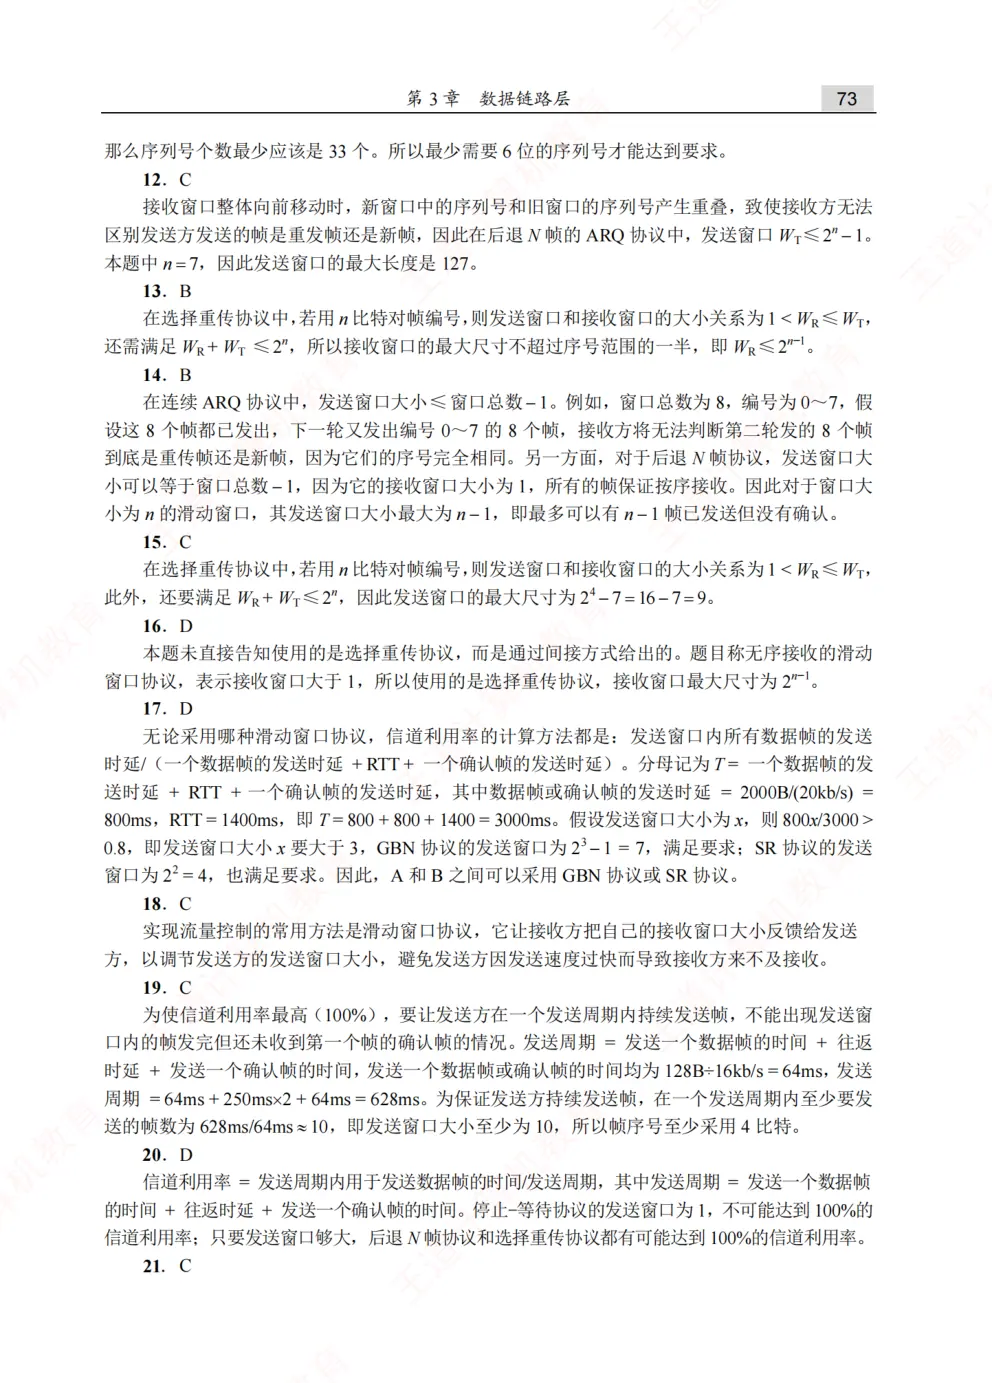 第 3 章 数据链路层 73
那么序列号个数最少应该是 33 个。所以最少需要 6 位的序列号才能达到要求。
12．C
接收窗口整体向前移动时，新窗口中的序列号和旧窗口的序列号产生重叠，致使接收方无法
区别发送方发送的帧是重发帧还是新帧，因此在后退 N 帧的 ARQ 协议中，发送窗口 W_T≤2ⁿ－1。
本题中 n = 7，因此发送窗口的最大长度是 127。
13．B
在选择重传协议中，若用 n 比特对帧编号，则发送窗口和接收窗口的大小关系为 1 < W_R≤W_T，
还需满足 W_R + W_T ≤2ⁿ，所以接收窗口的最大尺寸不超过序号范围的一半，即 W_R≤2ⁿ⁻¹。
14．B
在连续 ARQ 协议中，发送窗口大小≤窗口总数－1。例如，窗口总数为 8，编号为 0～7，假
设这 8 个帧都已发出，下一轮又发出编号 0～7 的 8 个帧，接收方将无法判断第二轮发的 8 个帧
到底是重传帧还是新帧，因为它们的序号完全相同。另一方面，对于后退 N 帧协议，发送窗口大
小可以等于窗口总数－1，因为它的接收窗口大小为 1，所有的帧保证按序接收。因此对于窗口大
小为 n 的滑动窗口，其发送窗口大小最大为 n－1，即最多可以有 n－1 帧已发送但没有确认。
15．C
在选择重传协议中，若用 n 比特对帧编号，则发送窗口和接收窗口的大小关系为 1 < W_R≤W_T，
此外，还要满足 W_R + W_T≤2ⁿ，因此发送窗口的最大尺寸为 2⁴－7 = 16－7 = 9。
16．D
本题未直接告知使用的是选择重传协议，而是通过间接方式给出的。题目称无序接收的滑动
窗口协议，表示接收窗口大于 1，所以使用的是选择重传协议，接收窗口最大尺寸为 2ⁿ⁻¹。
17．D
无论采用哪种滑动窗口协议，信道利用率的计算方法都是：发送窗口内所有数据帧的发送
时延/（一个数据帧的发送时延 + RTT + 一个确认帧的发送时延）。分母记为 T = 一个数据帧的发
送时延 + RTT + 一个确认帧的发送时延，其中数据帧或确认帧的发送时延 = 2000B/(20kb/s) =
800ms，RTT = 1400ms，即 T = 800 + 800 + 1400 = 3000ms。假设发送窗口大小为 x，则 800x/3000 >
0.8，即发送窗口大小 x 要大于 3，GBN 协议的发送窗口为 2³－1 = 7，满足要求；SR 协议的发送
窗口为 2² = 4，也满足要求。因此，A 和 B 之间可以采用 GBN 协议或 SR 协议。
18．C
实现流量控制的常用方法是滑动窗口协议，它让接收方把自己的接收窗口大小反馈给发送
方，以调节发送方的发送窗口大小，避免发送方因发送速度过快而导致接收方来不及接收。
19．C
为使信道利用率最高（100%），要让发送方在一个发送周期内持续发送帧，不能出现发送窗
口内的帧发完但还未收到第一个帧的确认帧的情况。发送周期 = 发送一个数据帧的时间 + 往返
时延 + 发送一个确认帧的时间，发送一个数据帧或确认帧的时间均为 128B÷16kb/s = 64ms，发送
周期 = 64ms + 250ms×2 + 64ms = 628ms。为保证发送方持续发送帧，在一个发送周期内至少要发
送的帧数为 628ms/64ms ≈ 10，即发送窗口大小至少为 10，所以帧序号至少采用 4 比特。
20．D
信道利用率 = 发送周期内用于发送数据帧的时间/发送周期，其中发送周期 = 发送一个数据帧
的时间 + 往返时延 + 发送一个确认帧的时间。停止-等待协议的发送窗口为 1，不可能达到 100%的
信道利用率；只要发送窗口够大，后退 N 帧协议和选择重传协议都有可能达到 100%的信道利用率。
21．C